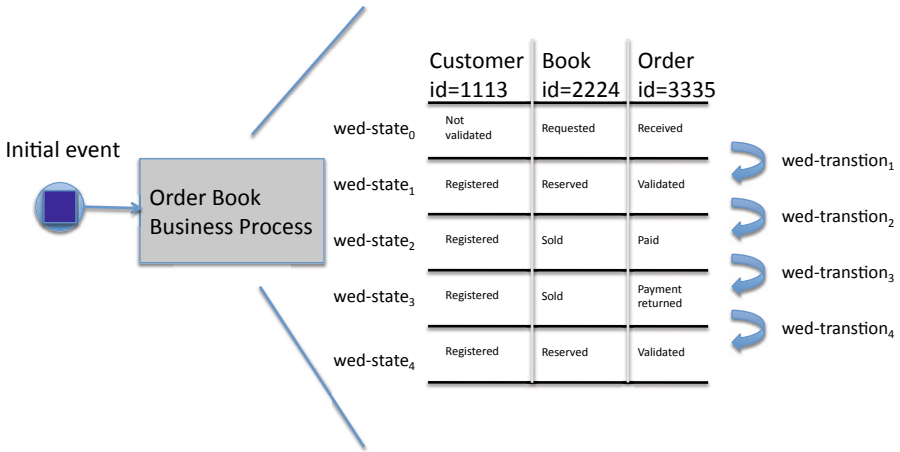 Initial event
Order Book
Business Process
Customer Book Order
id=1113 id=2224 id=3335
wed-state0 Not validated Requested Received
wed-transtion1
wed-state1 Registered Reserved Validated
wed-transtion2
wed-state2 Registered Sold Paid
wed-transtion3
wed-state3 Registered Sold Payment returned
wed-transtion4
wed-state4 Registered Reserved Validated